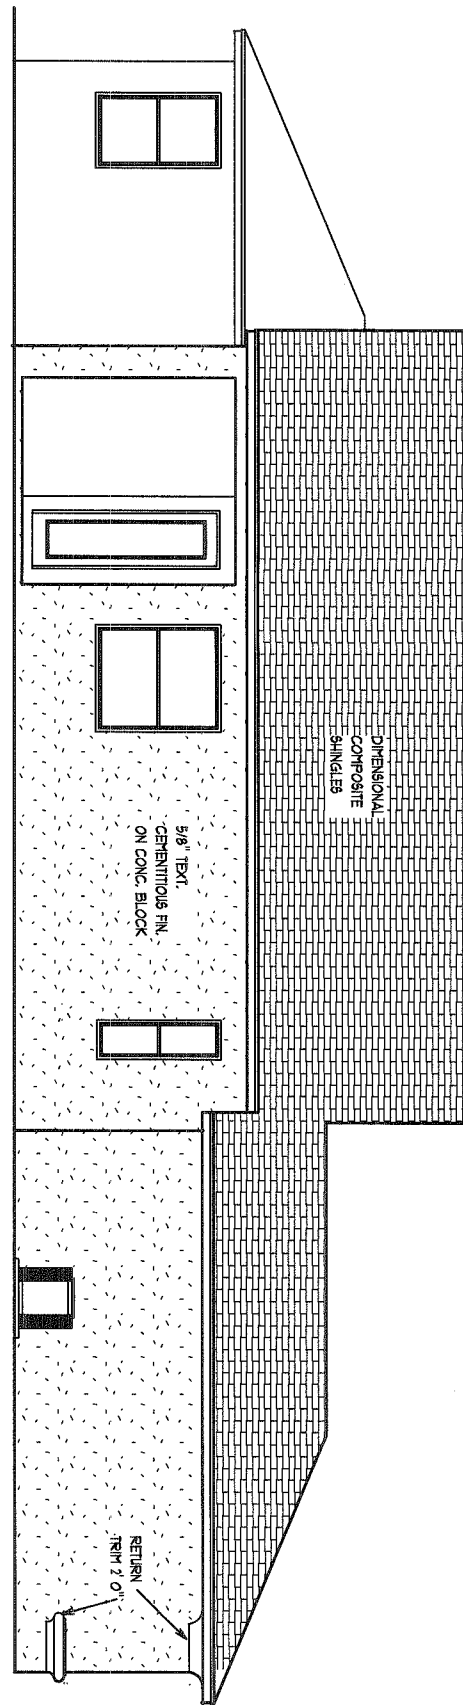 DIMENSIONAL
COMPOSITE
SHINGLES
5/8" TEXT.
CEMENTITIOUS FIN.
ON CONC. BLOCK
RETURN
TRIM 2'0"